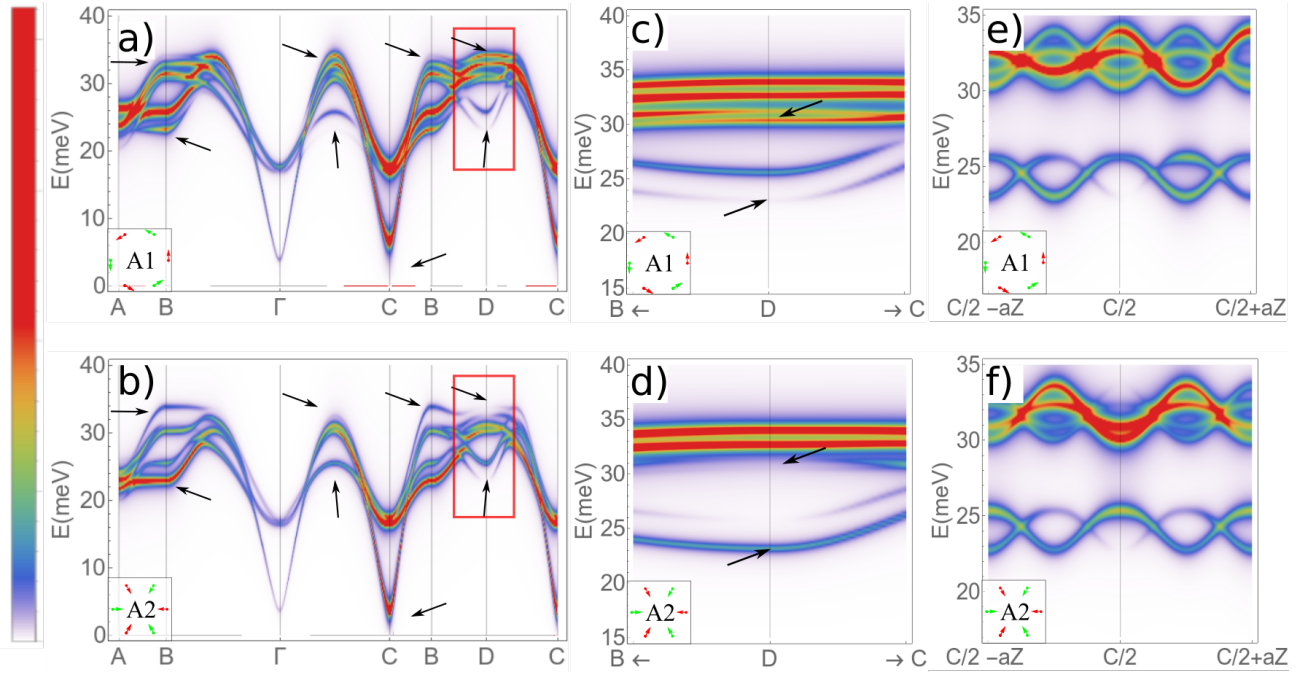 a)
E(meV)
40
30
20
10
0
A1
A B Γ C B D C
c)
E(meV)
40
35
30
25
20
15
A1
B ← D → C
e)
E(meV)
35
30
25
20
A1
C/2 −aZ C/2 C/2+aZ
b)
E(meV)
40
30
20
10
0
A2
A B Γ C B D C
d)
E(meV)
40
35
30
25
20
15
A2
B ← D → C
f)
E(meV)
35
30
25
20
A2
C/2 −aZ C/2 C/2+aZ